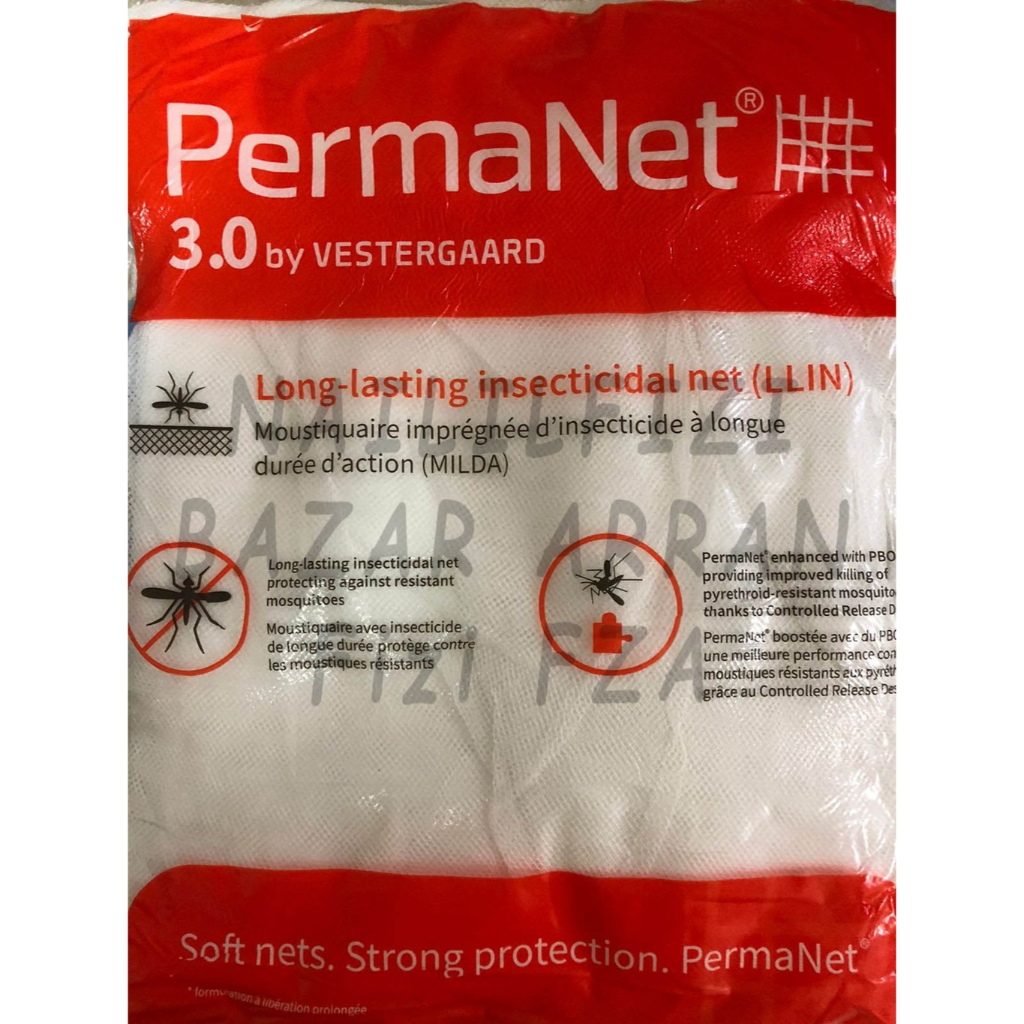 PermaNet®
3.0 by VESTERGAARD
Long-lasting insecticidal net (LLIN)
Moustiquaire imprégnée d'insecticide à longue
durée d'action (MILDA)
Long-lasting insecticidal net
protecting against resistant
mosquitoes
Moustiquaire avec insecticide
de longue durée protège contre
les moustiques résistants
PermaNet® enhanced with PBO
providing improved killing of
pyrethroid-resistant mosquito
thanks to Controlled Release D
PermaNet® boostée avec du PBO
une meilleure performance con
moustiques résistants aux pyréth
grâce au Controlled Release Des
BAZAR ARRAN
Soft nets. Strong protection. PermaNet®
* formulation à libération prolongée